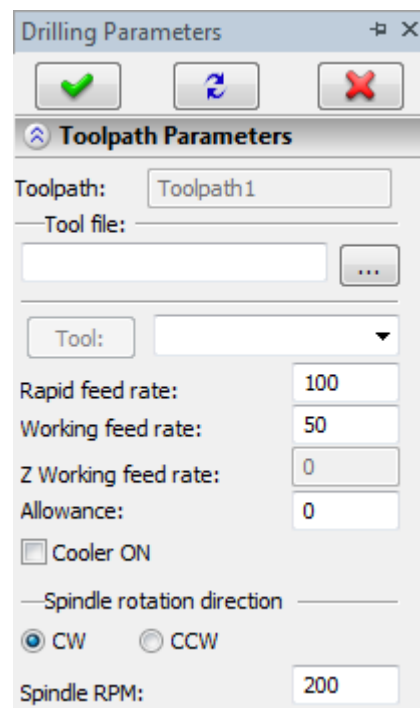 Drilling Parameters
Toolpath Parameters
Toolpath: Toolpath1
Tool file:
...
Tool:
Rapid feed rate: 100
Working feed rate: 50
Z Working feed rate: 0
Allowance: 0
Cooler ON
Spindle rotation direction
CW CCW
Spindle RPM: 200